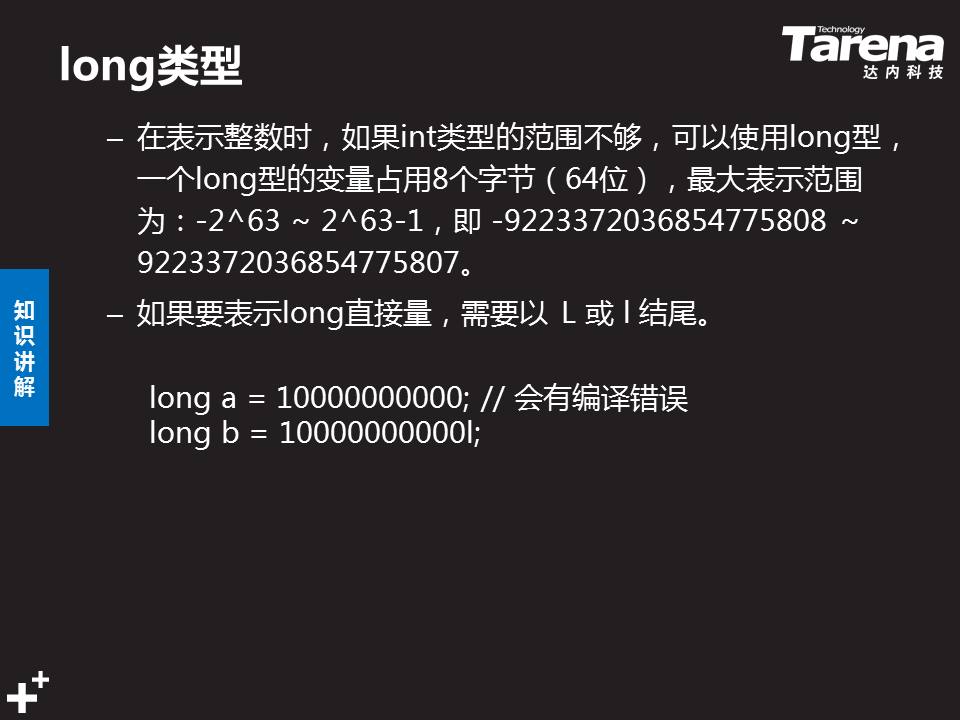 long类型
Technology
Tarena
达内科技
– 在表示整数时，如果int类型的范围不够，可以使用long型，
一个long型的变量占用8个字节（64位），最大表示范围
为：-2^63 ~ 2^63-1，即 -9223372036854775808 ~
9223372036854775807。
– 如果要表示long直接量，需要以 L 或 l 结尾。
long a = 10000000000; // 会有编译错误
long b = 10000000000l;
知
识
讲
解